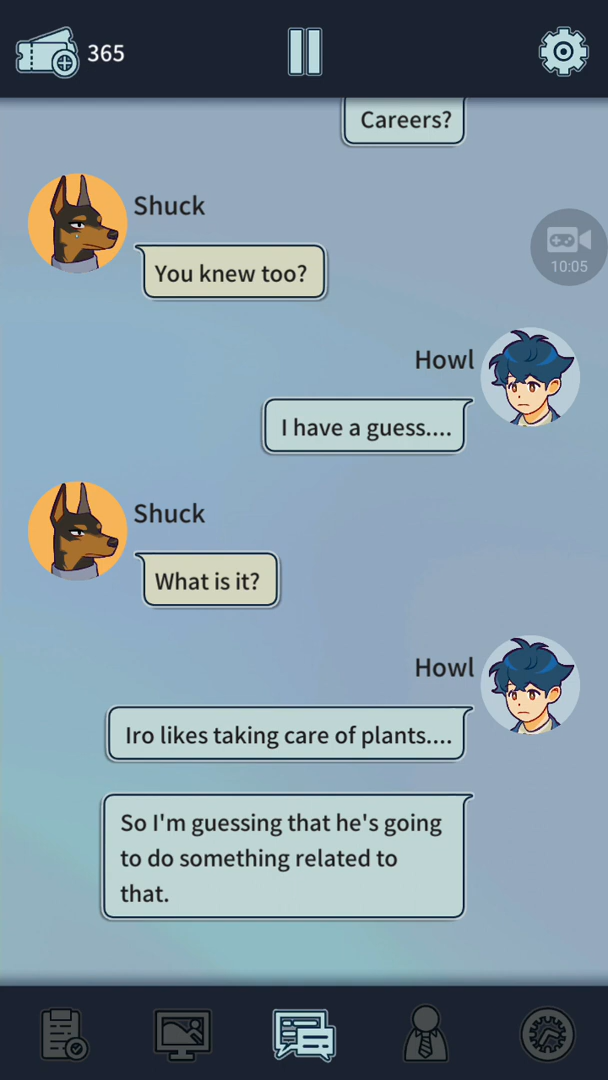 365
Careers?
Shuck
You knew too?
10:05
Howl
I have a guess....
Shuck
What is it?
Howl
Iro likes taking care of plants....
So I'm guessing that he's going
to do something related to
that.